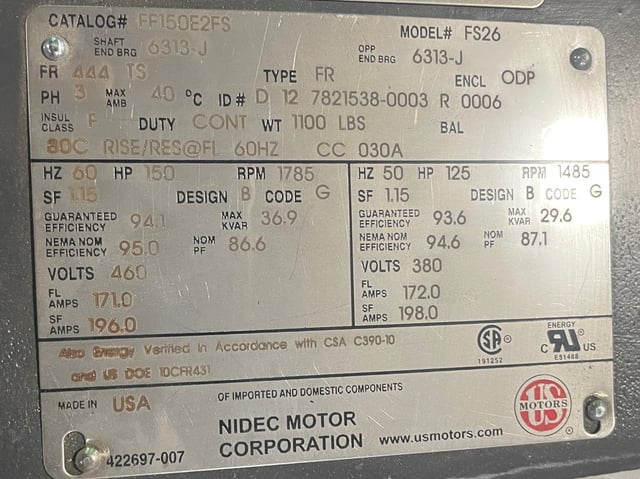 CATALOG# FF150E2FS MODEL# FS26
SHAFT END BRG 6313-J OPP END BRG 6313-J
FR 444 TS TYPE FR ENCL ODP
PH 3 MAX AMB 40 °C ID# D 12 7821538-0003 R 0006
INSUL CLASS F DUTY CONT WT 1100 LBS BAL
80C RISE/RES@FL 60HZ CC 030A
HZ 60 HP 150 RPM 1785
SF 1.15 DESIGN B CODE G
GUARANTEED EFFICIENCY 94.1 MAX KVAR 36.9
NEMA NOM EFFICIENCY 95.0 NOM PF 86.6
VOLTS 460
FL AMPS 171.0
SF AMPS 196.0
HZ 50 HP 125 RPM 1485
SF 1.15 DESIGN B CODE G
GUARANTEED EFFICIENCY 93.6 MAX KVAR 29.6
NEMA NOM EFFICIENCY 94.6 NOM PF 87.1
VOLTS 380
FL AMPS 172.0
SF AMPS 198.0
Also Energy Verified in Accordance with CSA C390-10
and US DOE 10CFR431
SA ®
191252
ENERGY
C UR US
E51488
MADE IN USA
OF IMPORTED AND DOMESTIC COMPONENTS
NIDEC MOTOR
CORPORATION
www.usmotors.com
US
MOTORS
®
422697-007